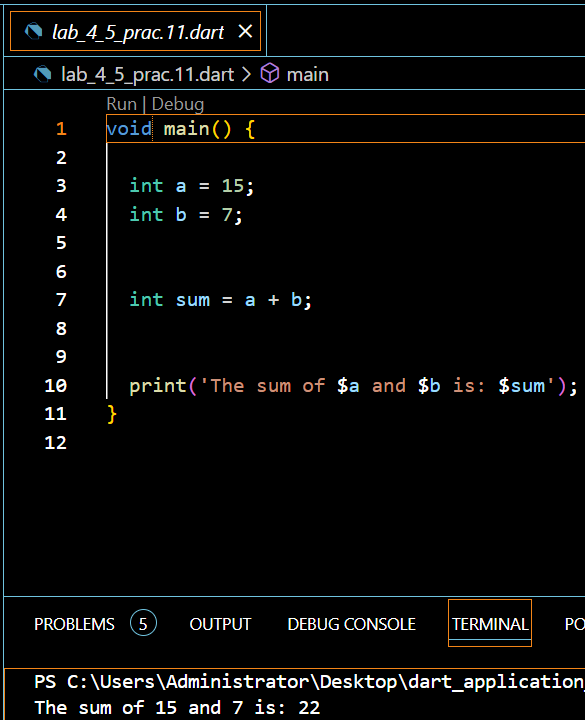 lab_4_5_prac.11.dart ×
lab_4_5_prac.11.dart > main
Run | Debug
1 void main() {
2
3 int a = 15;
4 int b = 7;
5
6
7 int sum = a + b;
8
9
10 print('The sum of $a and $b is: $sum');
11 }
12
PROBLEMS 5 OUTPUT DEBUG CONSOLE TERMINAL PO
PS C:\Users\Administrator\Desktop\dart_application_
The sum of 15 and 7 is: 22